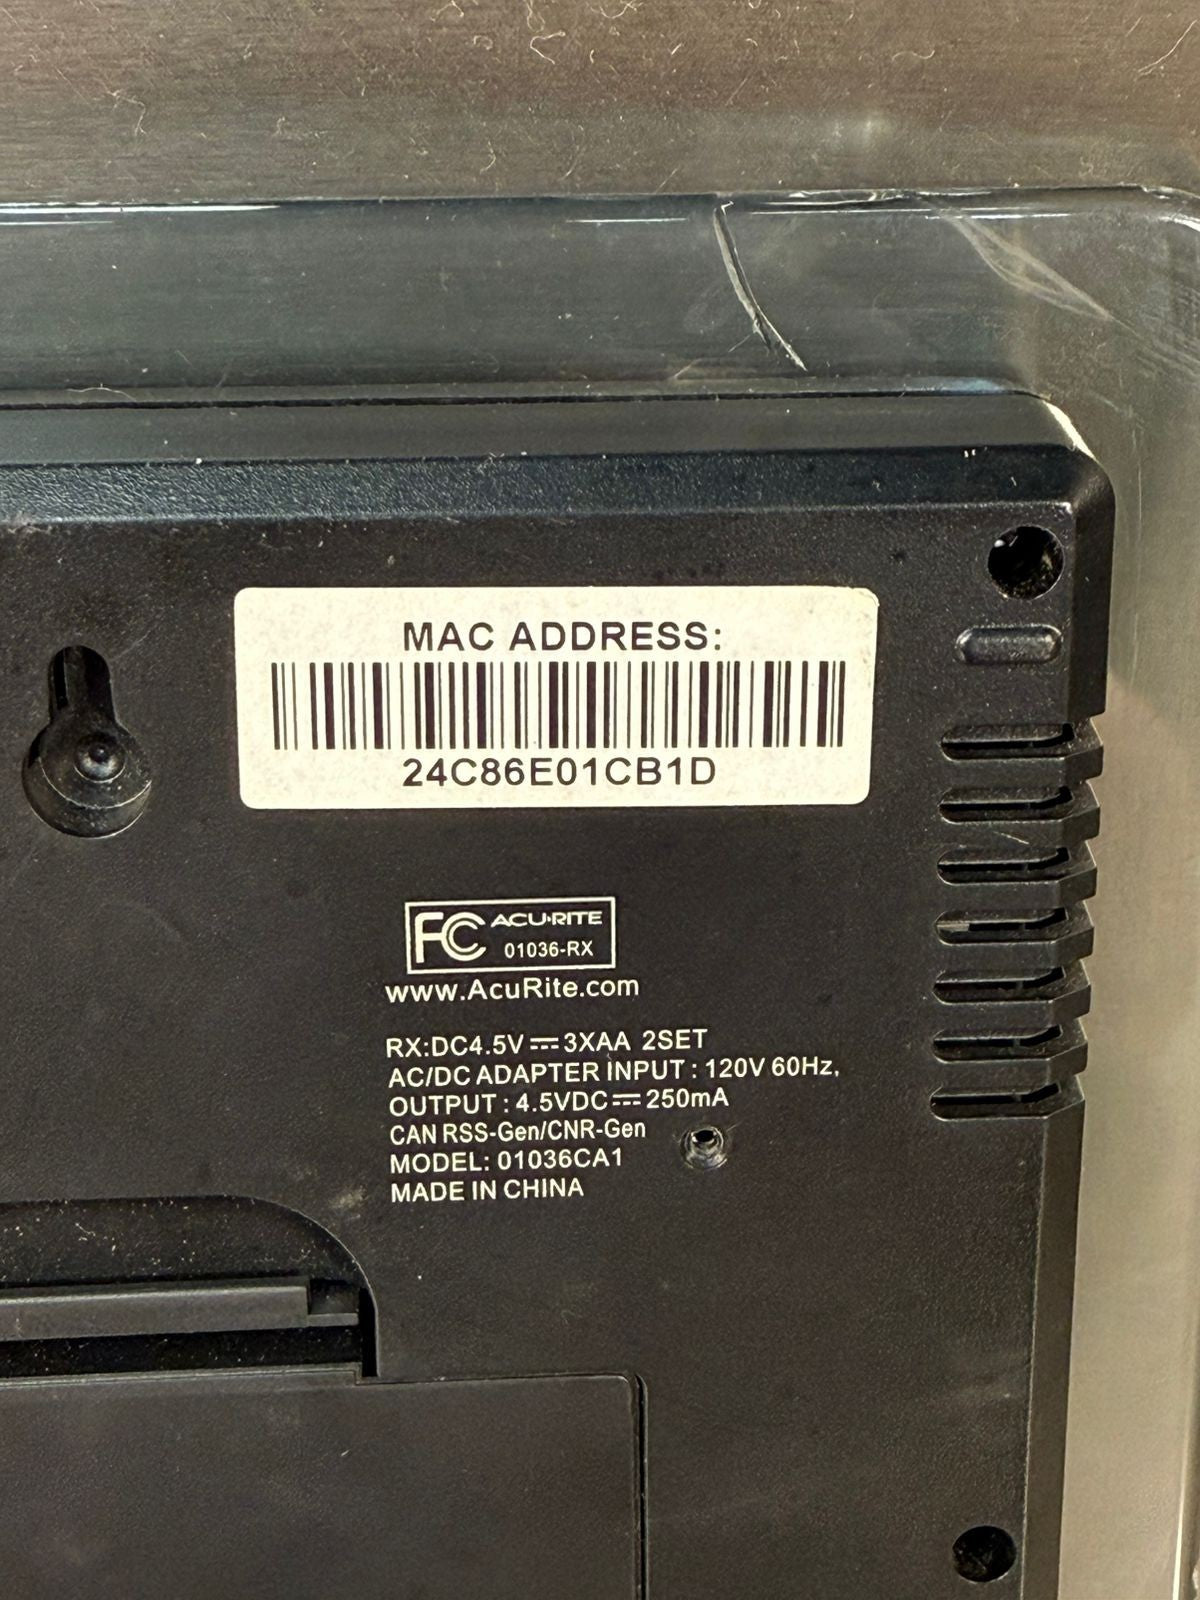 MAC ADDRESS:
24C86E01CB1D
FC ACU·RITE
01036-RX
www.AcuRite.com
RX:DC4.5V⎓3XAA 2SET
AC/DC ADAPTER INPUT : 120V 60Hz,
OUTPUT : 4.5VDC⎓250mA
CAN RSS-Gen/CNR-Gen
MODEL: 01036CA1
MADE IN CHINA